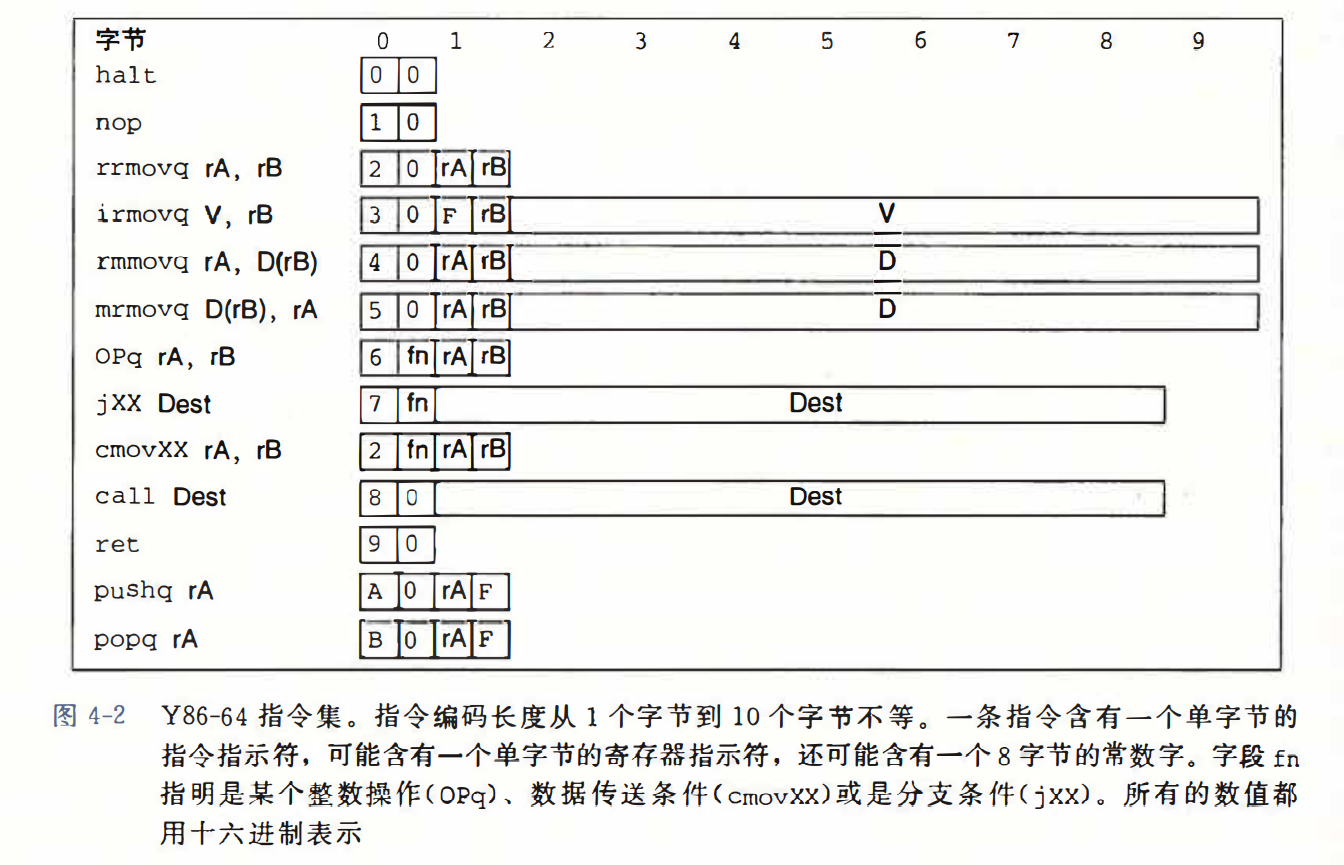 字节 0 1 2 3 4 5 6 7 8 9
halt 0 0
nop 1 0
rrmovq rA, rB 2 0 rA rB
irmovq V, rB 3 0 F rB V
rmmovq rA, D(rB) 4 0 rA rB D
mrmovq D(rB), rA 5 0 rA rB D
OPq rA, rB 6 fn rA rB
jXX Dest 7 fn Dest
cmovXX rA, rB 2 fn rA rB
call Dest 8 0 Dest
ret 9 0
pushq rA A 0 rA F
popq rA B 0 rA F
图 4-2 Y86-64 指令集。指令编码长度从 1 个字节到 10 个字节不等。一条指令含有一个单字节的
指令指示符，可能含有一个单字节的寄存器指示符，还可能含有一个 8 字节的常数字。字段 fn
指明是某个整数操作(OPq)、数据传送条件(cmovXX)或是分支条件(jXX)。所有的数值都
用十六进制表示